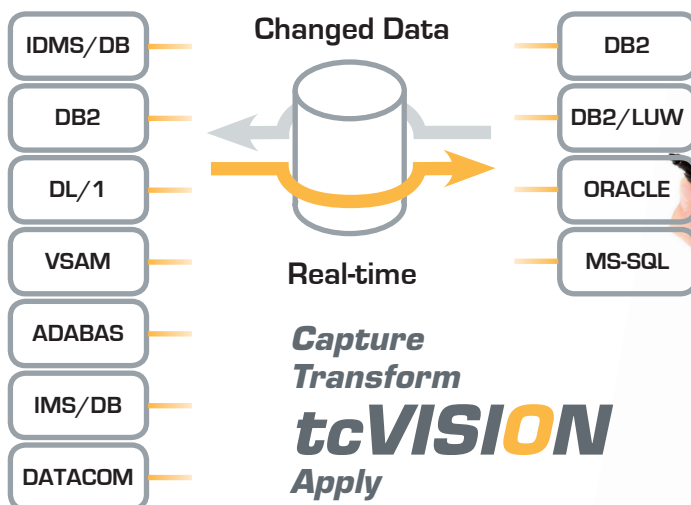 Changed Data
IDMS/DB
DB2
DL/1
VSAM
ADABAS
IMS/DB
DATACOM
DB2
DB2/LUW
ORACLE
MS-SQL
Real-time
Capture
Transform
tcVISION
Apply